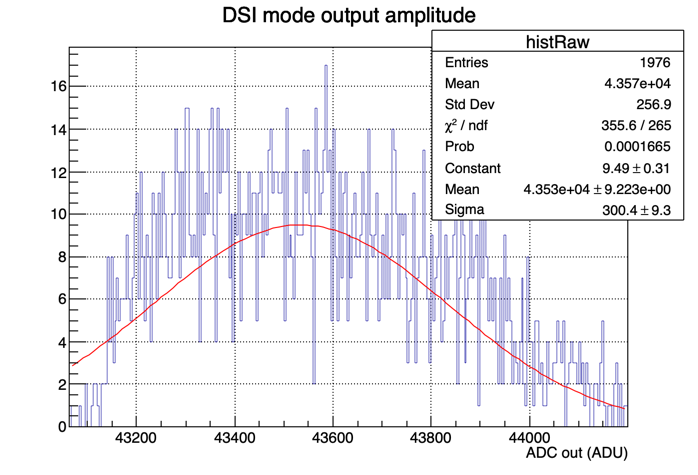 DSI mode output amplitude
histRaw
Entries 1976
Mean 4.357e+04
Std Dev 256.9
χ² / ndf 355.6 / 265
Prob 0.0001665
Constant 9.49 ± 0.31
Mean 4.353e+04 ± 9.223e+00
Sigma 300.4 ± 9.3
16
14
12
10
8
6
4
2
0
43200 43400 43600 43800 44000
ADC out (ADU)